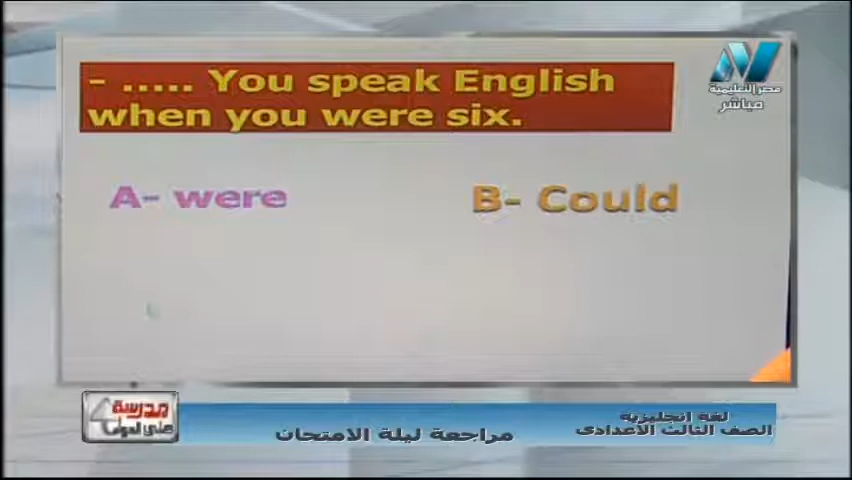 - ..... You speak English
when you were six.
A- were
B- Could
مصر التعليمية
مباشر
مدرسة
على الهواء
لغة انجليزية
الصف الثالث الاعدادى
مراجعة ليلة الامتحان